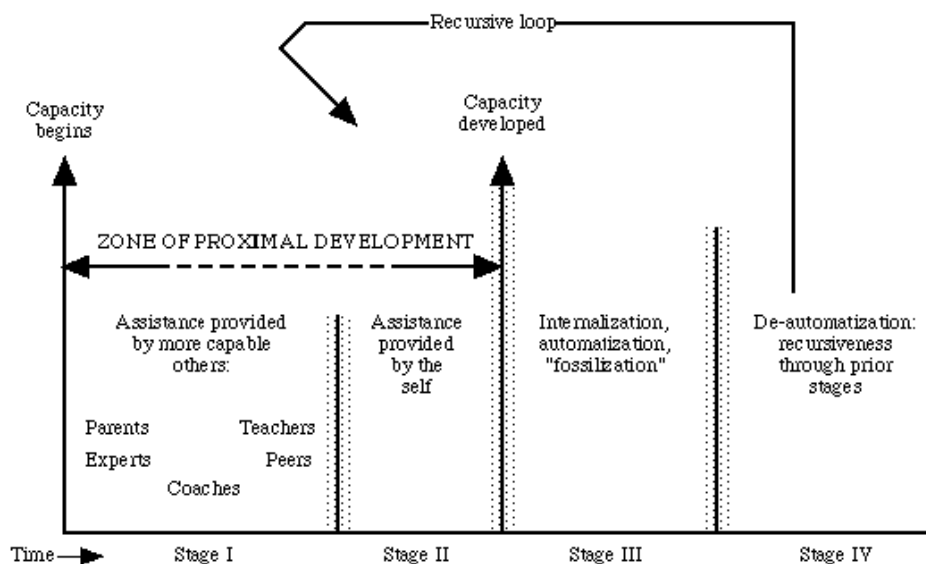 Recursive loop
Capacity
begins
Capacity
developed
ZONE OF PROXIMAL DEVELOPMENT
Assistance provided
by more capable
others:
Parents
Teachers
Experts
Peers
Coaches
Assistance
provided
by the
self
Internalization,
automatization,
"fossilization"
De-automatization:
recursiveness
through prior
stages
Time
Stage I
Stage II
Stage III
Stage IV